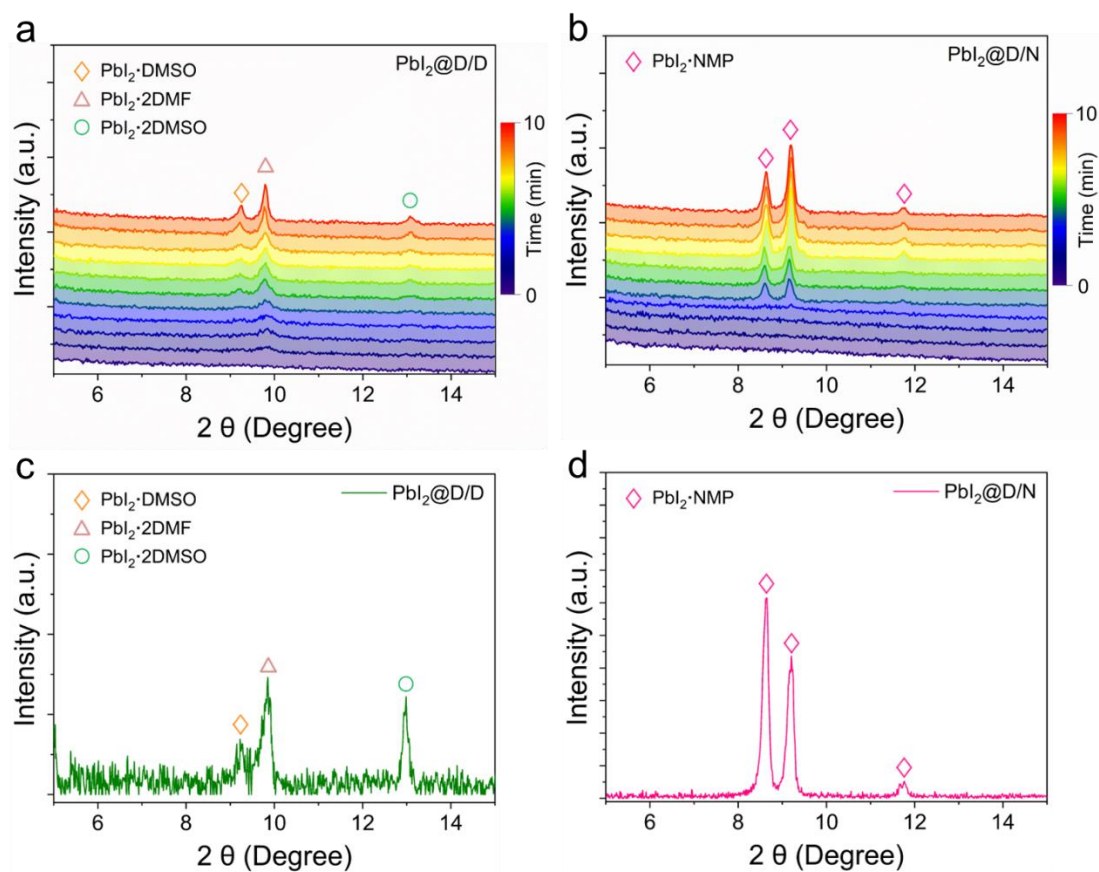 a
PbI₂·DMSO
PbI₂·2DMF
PbI₂·2DMSO
PbI₂@D/D
10
0
Time (min)
Intensity (a.u.)
6 8 10 12 14
2 θ (Degree)
b
PbI₂·NMP
PbI₂@D/N
10
0
Time (min)
Intensity (a.u.)
6 8 10 12 14
2 θ (Degree)
c
PbI₂·DMSO
PbI₂·2DMF
PbI₂·2DMSO
PbI₂@D/D
Intensity (a.u.)
6 8 10 12 14
2 θ (Degree)
d
PbI₂·NMP
PbI₂@D/N
Intensity (a.u.)
6 8 10 12 14
2 θ (Degree)